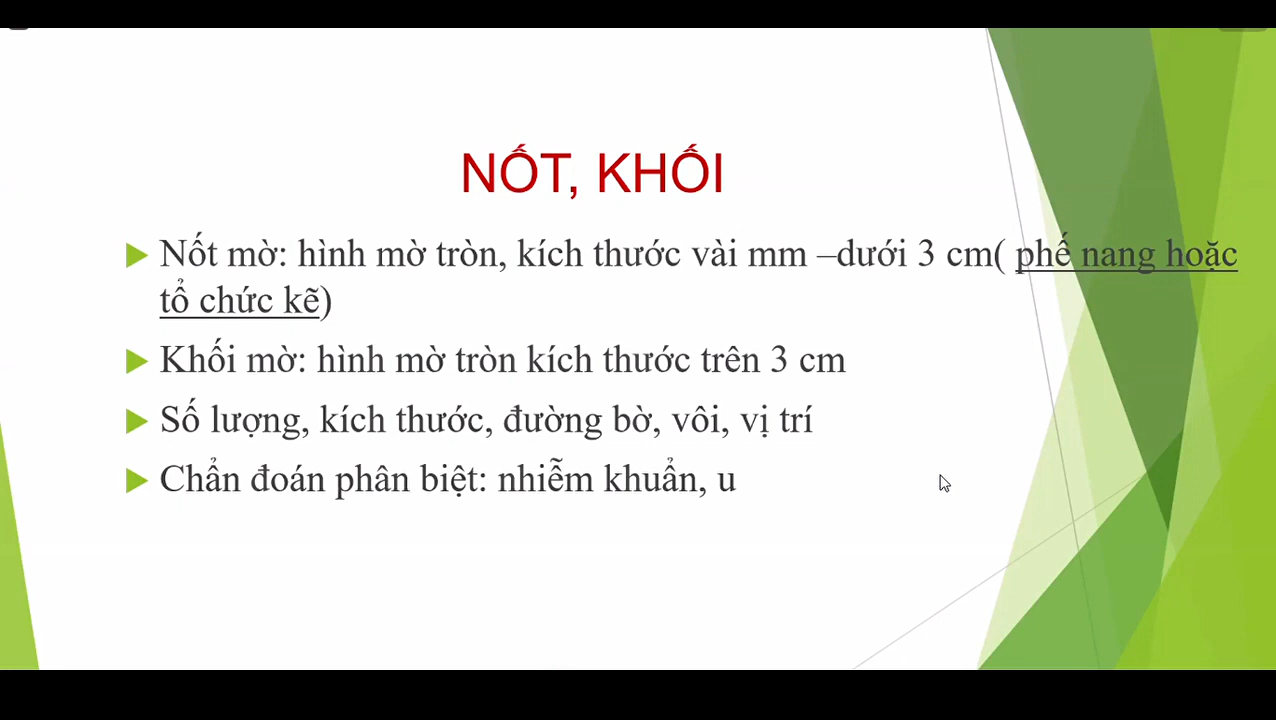 NỐT, KHỐI
Nốt mờ: hình mờ tròn, kích thước vài mm –dưới 3 cm( phế nang hoặc
tổ chức kẽ)
Khối mờ: hình mờ tròn kích thước trên 3 cm
Số lượng, kích thước, đường bờ, vôi, vị trí
Chẩn đoán phân biệt: nhiễm khuẩn, u